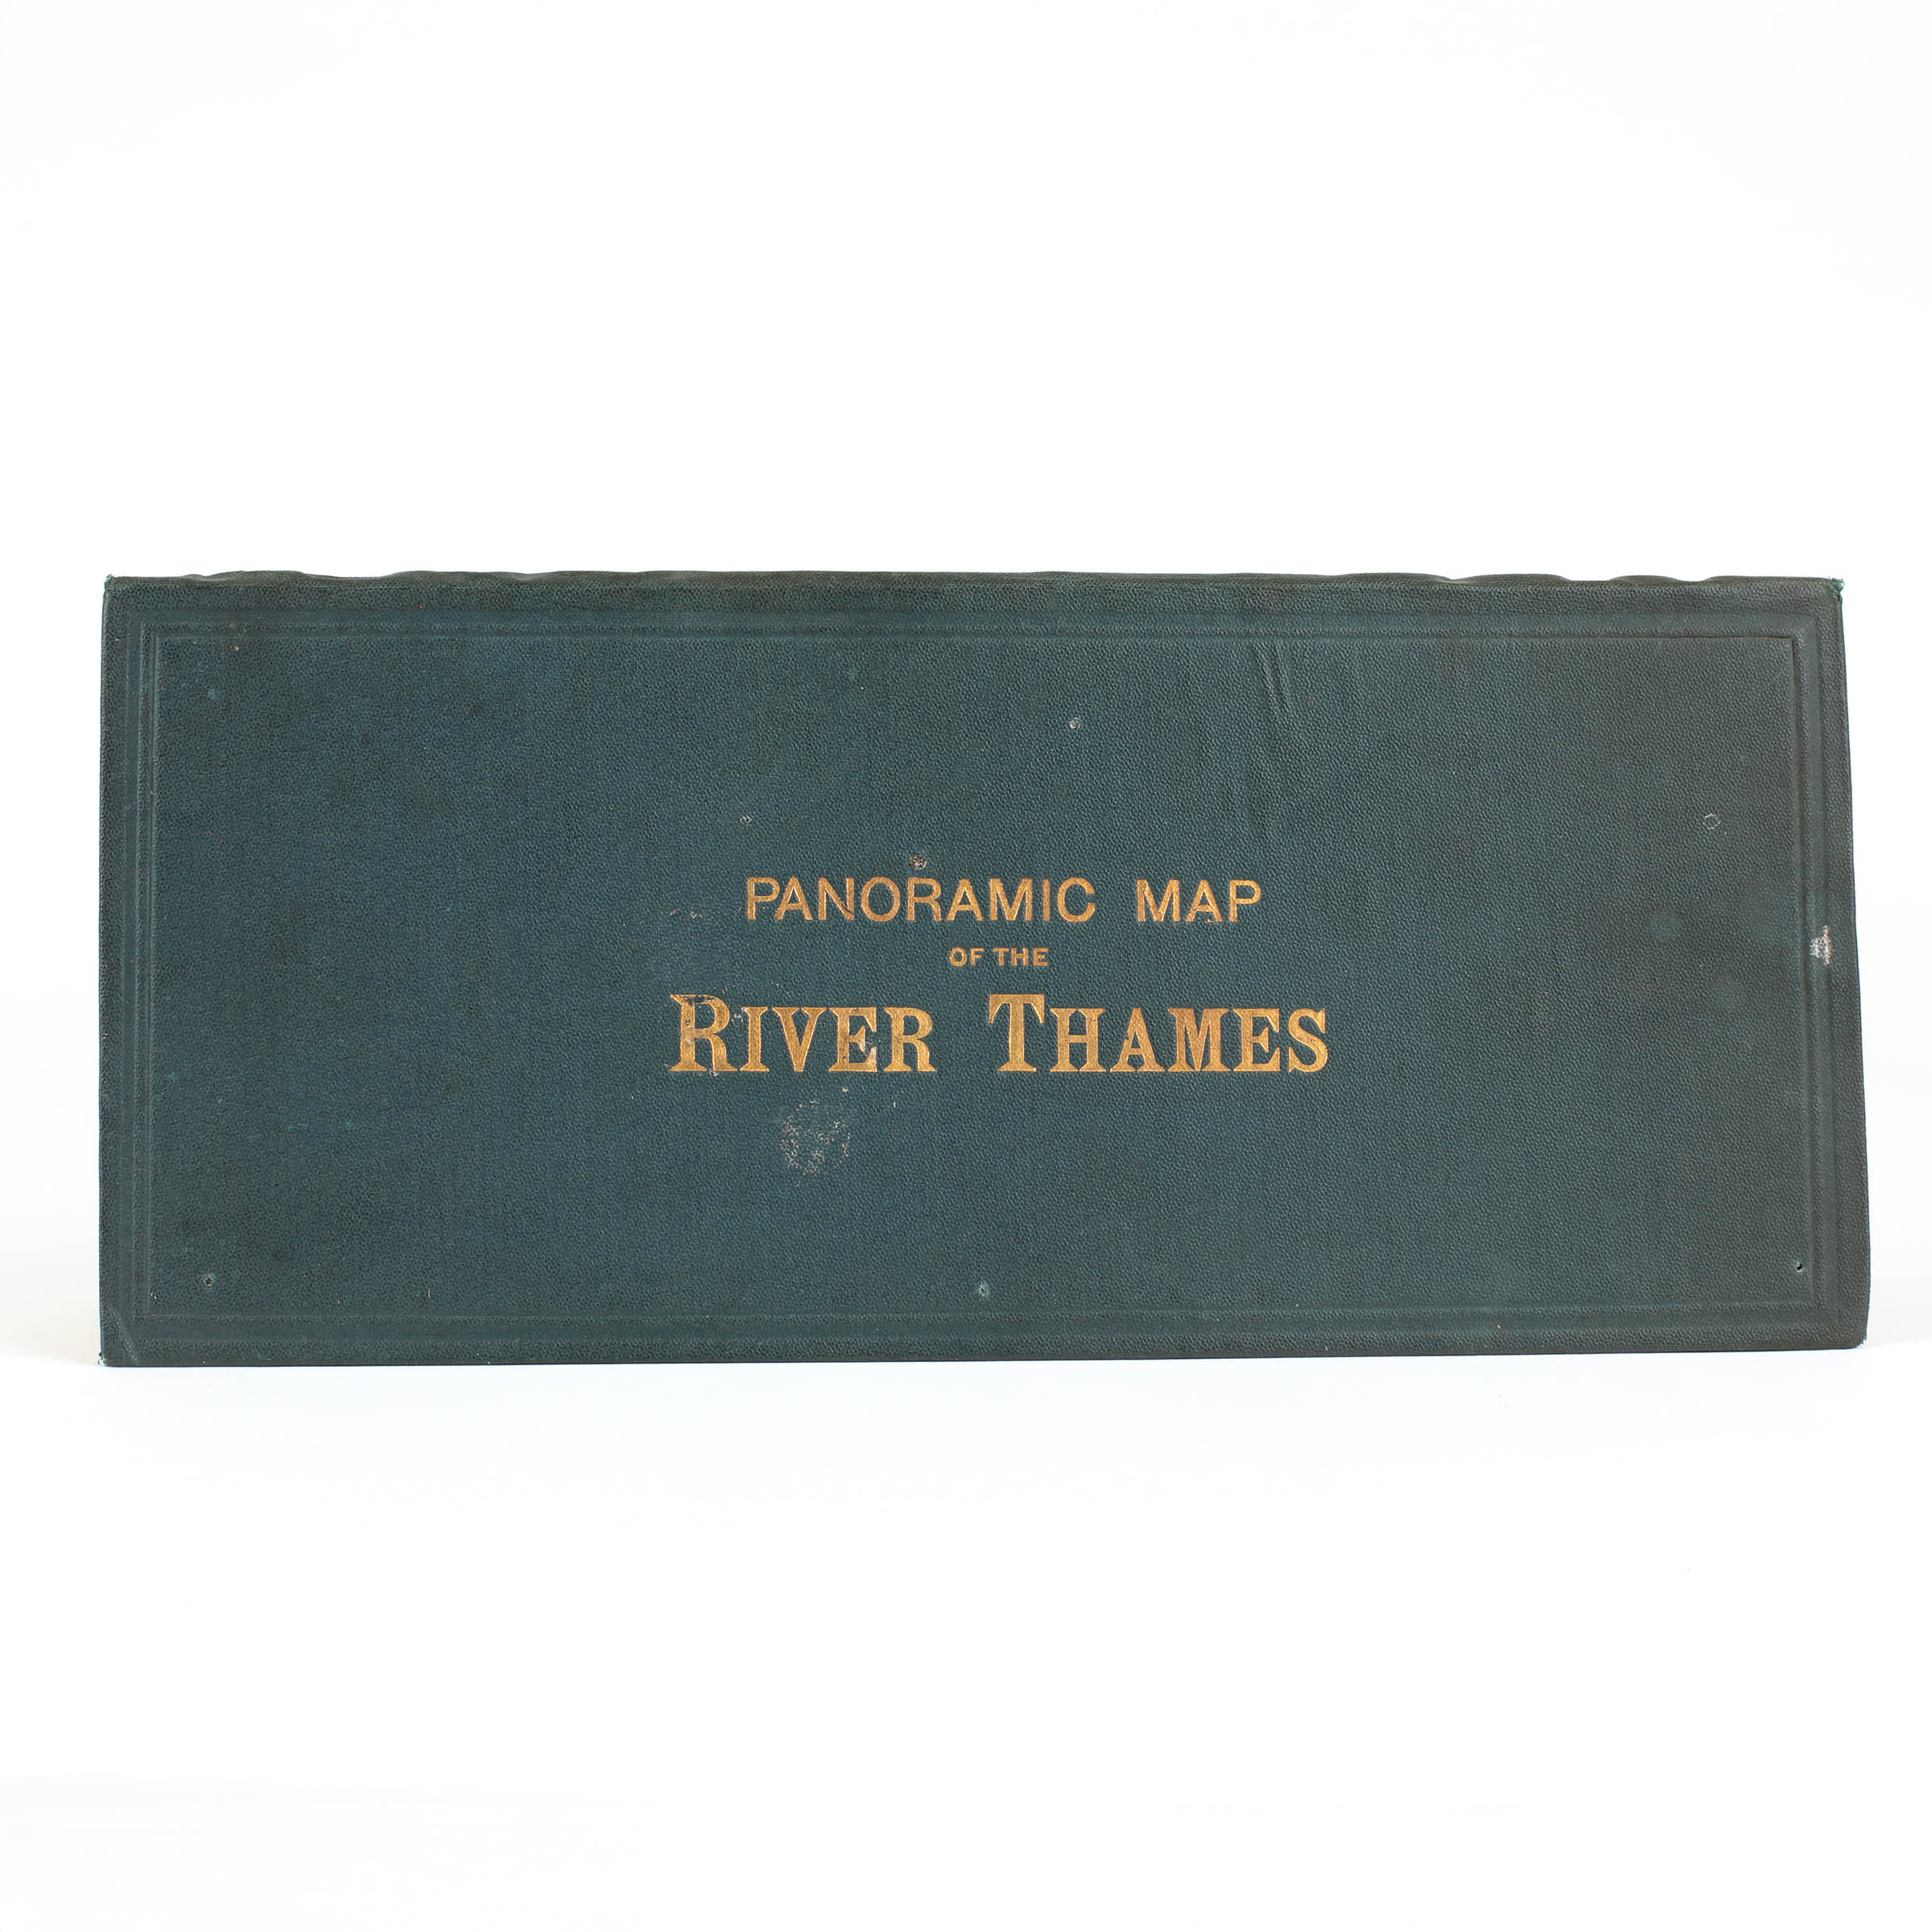 PANORAMIC MAP
OF THE
RIVER THAMES